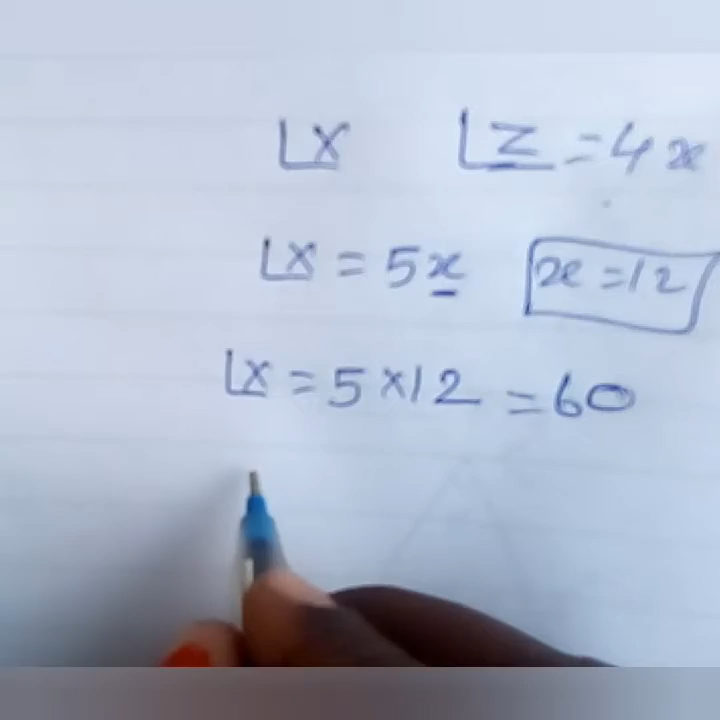 ∠X ∠Z = 4x
∠X = 5x x = 12
∠X = 5 × 12 = 60